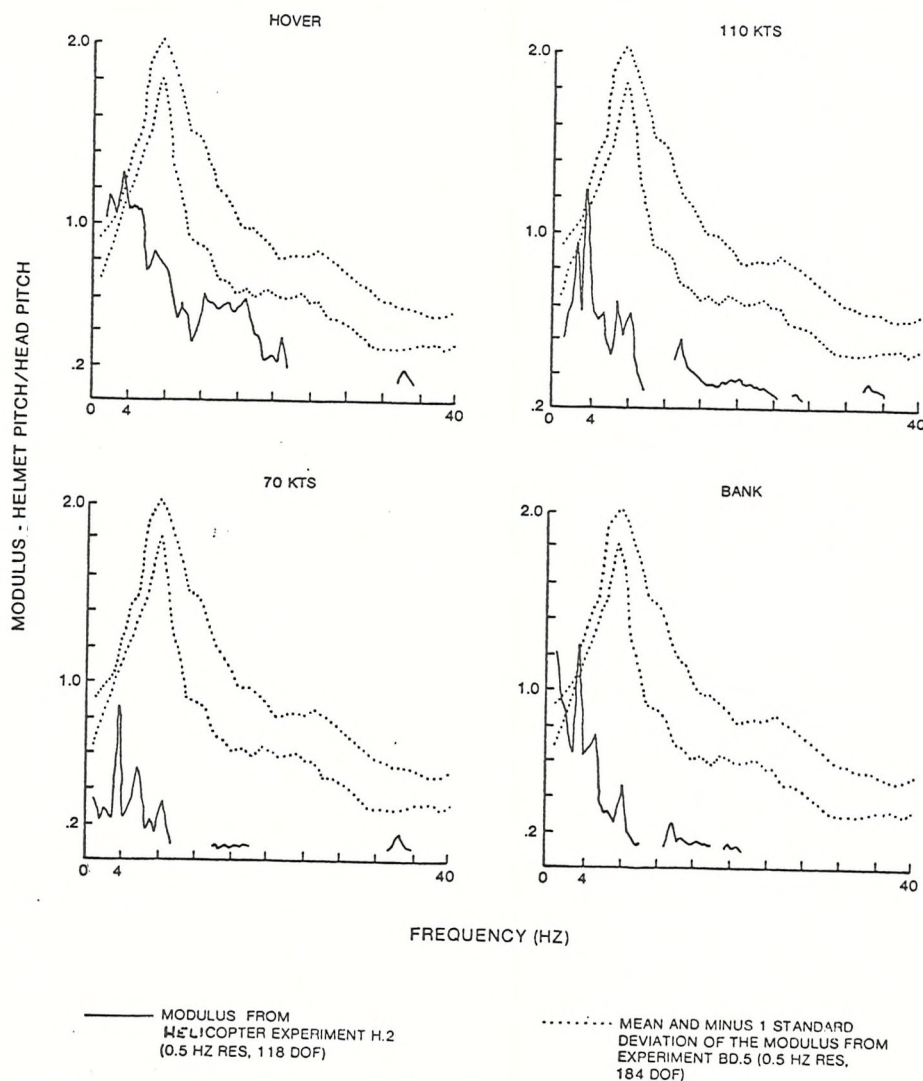 HOVER
110 KTS
2.0
1.0
.2
0
4
40
2.0
1.0
.2
0
4
40
70 KTS
BANK
2.0
1.0
.2
0
4
40
2.0
1.0
.2
0
4
40
MODULUS - HELMET PITCH/HEAD PITCH
FREQUENCY (HZ)
MODULUS FROM
HELICOPTER EXPERIMENT H.2
(0.5 HZ RES, 118 DOF)
MEAN AND MINUS 1 STANDARD
DEVIATION OF THE MODULUS FROM
EXPERIMENT BD.5 (0.5 HZ RES,
184 DOF)